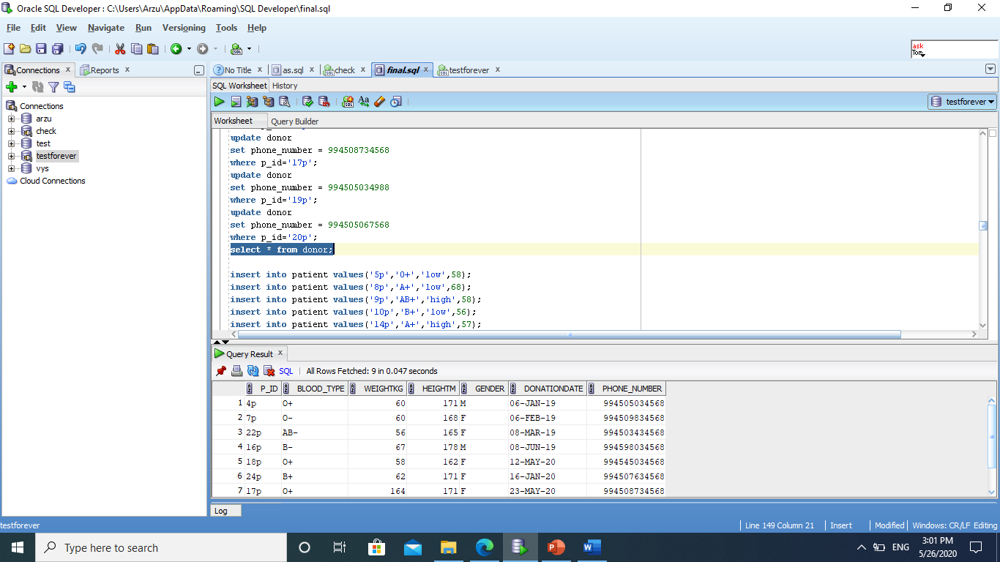 Oracle SQL Developer : C:\Users\Arzu\AppData\Roaming\SQL Developer\final.sql
File Edit View Navigate Run Versioning Tools Help
ask
Tom
Connections Reports
No Title as.sql check final.sql testforever
SQL Worksheet History
testforever
Worksheet Query Builder
Connections
arzu
check
test
testforever
vys
Cloud Connections
update donor
set phone_number = 994508734568
where p_id='17p';
update donor
set phone_number = 994505034988
where p_id='19p';
update donor
set phone_number = 994505067568
where p_id='20p';
select * from donor;
insert into patient values('5p','O+','low',58);
insert into patient values('8p','A+','low',68);
insert into patient values('9p','AB+','high',58);
insert into patient values('10p','B+','low',56);
insert into patient values('14p','A+','high',57);
Query Result
SQL | All Rows Fetched: 9 in 0.047 seconds
P_ID BLOOD_TYPE WEIGHTKG HEIGHTM GENDER DONATIONDATE PHONE_NUMBER
1 4p O+ 60 171 M 06-JAN-19 994505034568
2 7p O- 60 168 F 06-FEB-19 994509834568
3 22p AB- 56 165 F 08-MAR-19 994503434568
4 16p B- 67 178 M 08-JUN-19 994598034568
5 18p O+ 58 162 F 12-MAY-20 994545034568
6 24p B+ 62 171 F 16-JAN-20 994507634568
7 17p O+ 164 171 F 23-MAY-20 994508734568
Log
testforever
Line 149 Column 21 | Insert | Modified | Windows: CR/LF Editing
Type here to search
ENG
3:01 PM
5/26/2020